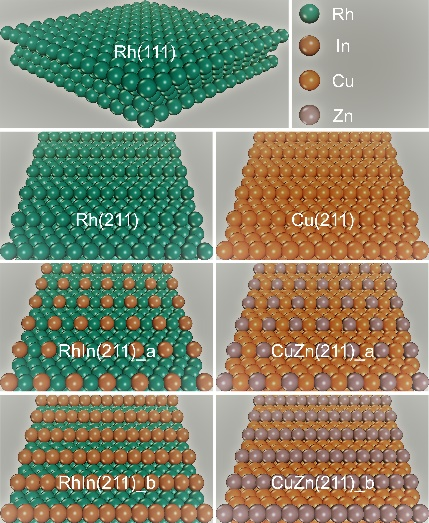 Rh(111)
Rh
In
Cu
Zn
Rh(211)
Cu(211)
RhIn(211)_a
CuZn(211)_a
RhIn(211)_b
CuZn(211)_b